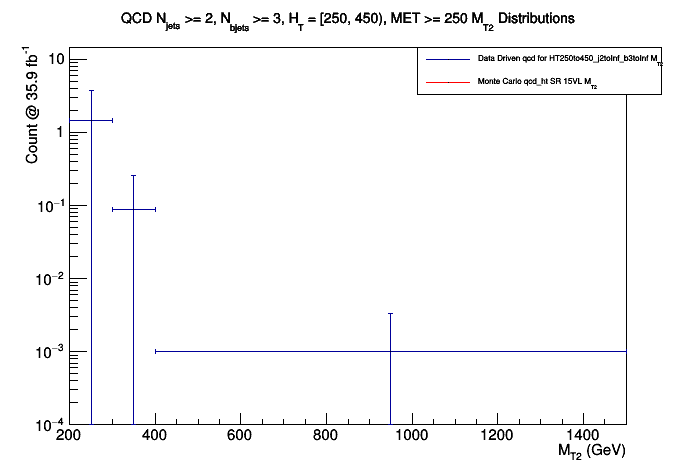 QCD N_jets >= 2, N_bjets >= 3, H_T = [250, 450), MET >= 250 M_T2 Distributions
Data Driven qcd for HT250to450_j2toInf_b3toInf M_T2
Monte Carlo qcd_ht SR 15VL M_T2
Count @ 35.9 fb^-1
10
1
10^-1
10^-2
10^-3
10^-4
200 400 600 800 1000 1200 1400
M_T2 (GeV)